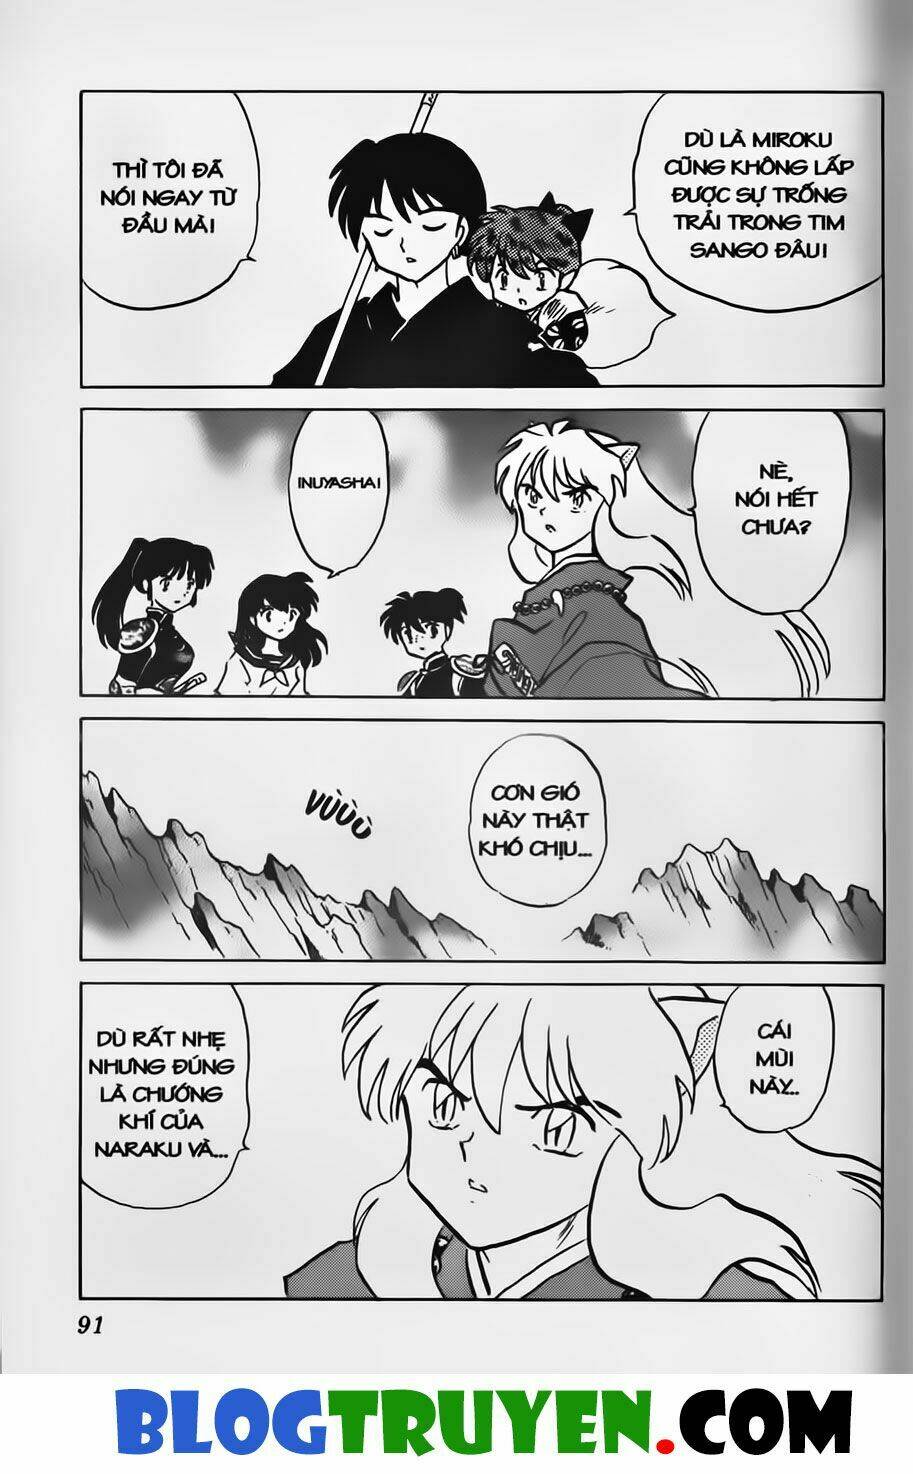 DÙ LÀ MIROKU
CŨNG KHÔNG LẤP
ĐƯỢC SỰ TRỐNG
TRẢI TRONG TIM
SANGO ĐÂU!
THÌ TÔI ĐÃ
NÓI NGAY TỪ
ĐẦU MÀ!
NÈ,
NÓI HẾT
CHƯA?
INUYASHA!
VÙÙÙ
CƠN GIÓ
NÀY THẬT
KHÓ CHỊU...
CÁI
MÙI
NÀY...
DÙ RẤT NHẸ
NHƯNG ĐÚNG
LÀ CHƯỚNG
KHÍ CỦA
NARAKU VÀ...
91
BLOGTRUYEN.COM